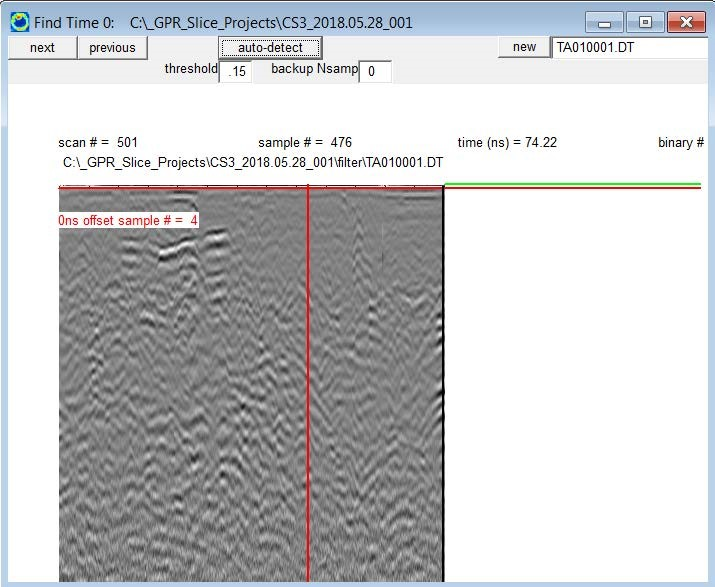 Find Time 0: C:\_GPR_Slice_Projects\CS3_2018.05.28_001
next previous auto-detect new TA010001.DT
threshold .15 backup Nsamp 0
scan # = 501 sample # = 476 time (ns) = 74.22 binary #
C:\_GPR_Slice_Projects\CS3_2018.05.28_001\filter\TA010001.DT
0ns offset sample # = 4